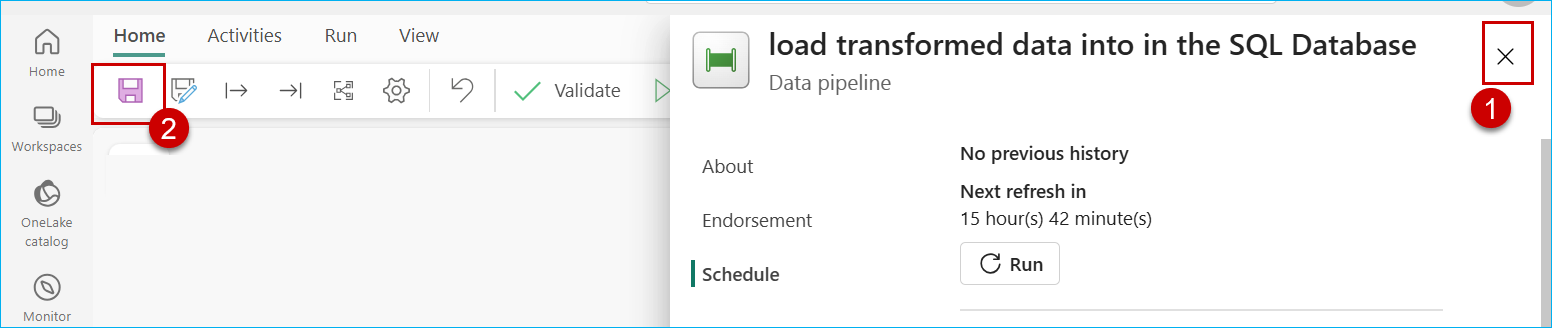 Home
Workspaces
OneLake
catalog
Monitor
Home Activities Run View
Validate
2
load transformed data into in the SQL Database
Data pipeline
1
About
Endorsement
Schedule
No previous history
Next refresh in
15 hour(s) 42 minute(s)
Run